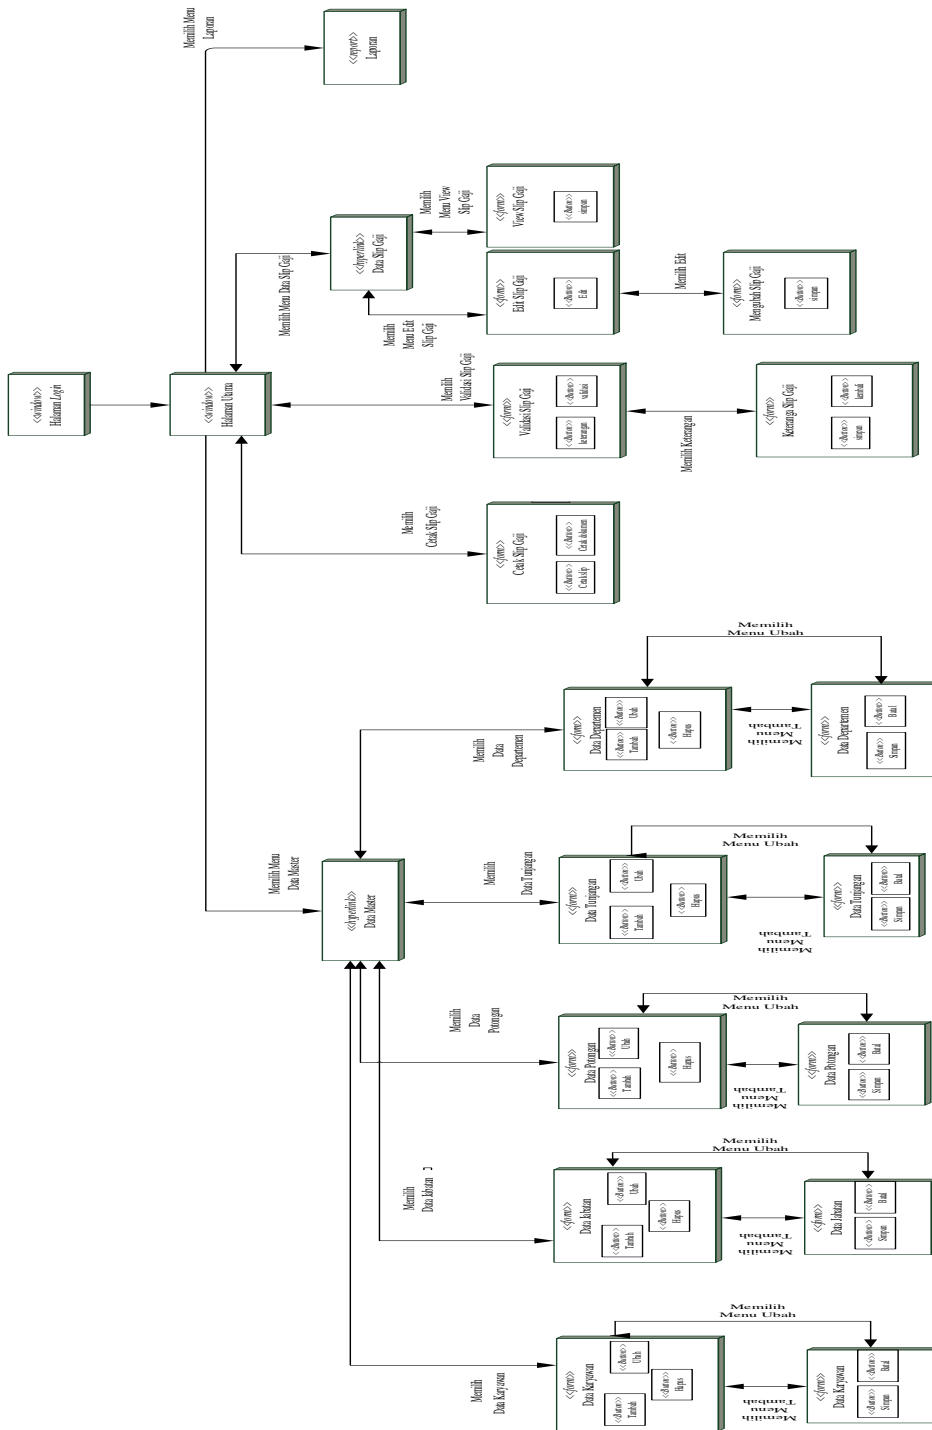 <<window>>
Halaman Login
<<window>>
Halaman Utama
Memilih Menu
Laporan
<<report>>
Laporan
Memilih Menu Data Slip Gaji
<<hyperlink>>
Data Slip Gaji
Memilih
Menu View
Slip Gaji
<<form>>
View Slip Gaji
<<Button>>
simpan
Memilih
Menu Edit
Slip Gaji
<<form>>
Edit Slip Gaji
<<Button>>
Edit
Memilih Edit
<<form>>
Mengubah Slip Gaji
<<Button>>
simpan
Memilih
Validasi Slip Gaji
<<form>>
Validasi Slip Gaji
<<Button>>
keterangan
<<Button>>
validasi
Memilih Keterangan
<<form>>
Keterangan Slip Gaji
<<Button>>
simpan
<<Button>>
kembali
Memilih
Cetak Slip Gaji
<<form>>
Cetak Slip Gaji
<<Button>>
Cetak slip
<<Button>>
Cetak dokumen
Memilih Menu
Data Master
<<hyperlink>>
Data Master
Memilih
Data
Departemen
<<form>>
Data Departemen
<<Button>>
Tambah
<<Button>>
Ubah
<<Button>>
Hapus
Memilih
Menu Ubah
Memilih
Menu
Tambah
<<form>>
Data Departemen
<<Button>>
Simpan
<<Button>>
Batal
Memilih
Data Tunjangan
<<form>>
Data Tunjangan
<<Button>>
Tambah
<<Button>>
Ubah
<<Button>>
Hapus
Memilih
Menu Ubah
Memilih
Menu
Tambah
<<form>>
Data Tunjangan
<<Button>>
Simpan
<<Button>>
Batal
Memilih
Data
Potongan
<<form>>
Data Potongan
<<Button>>
Tambah
<<Button>>
Ubah
<<Button>>
Hapus
Memilih
Menu Ubah
Memilih
Menu
Tambah
<<form>>
Data Potongan
<<Button>>
Simpan
<<Button>>
Batal
Memilih
Data Jabatan
<<form>>
Data Jabatan
<<Button>>
Tambah
<<Button>>
Ubah
<<Button>>
Hapus
Memilih
Menu Ubah
Memilih
Menu
Tambah
<<form>>
Data Jabatan
<<Button>>
Simpan
<<Button>>
Batal
Memilih
Data Karyawan
<<form>>
Data Karyawan
<<Button>>
Tambah
<<Button>>
Ubah
<<Button>>
Hapus
Memilih
Menu Ubah
Memilih
Menu
Tambah
<<form>>
Data Karyawan
<<Button>>
Simpan
<<Button>>
Batal